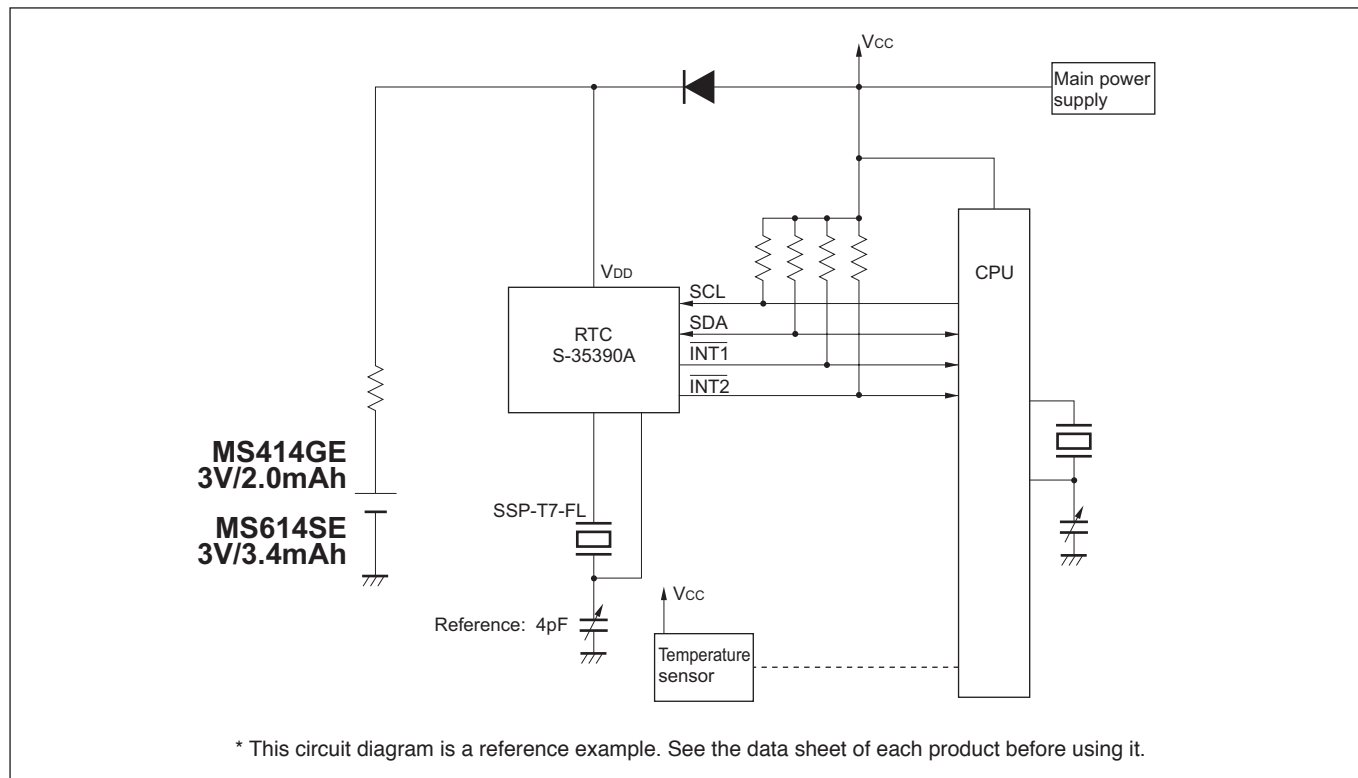 VCC
Main power
supply
VDD
CPU
SCL
SDA
INT1
INT2
RTC
S-35390A
MS414GE
3V/2.0mAh
MS614SE
3V/3.4mAh
SSP-T7-FL
Reference: 4pF
VCC
Temperature
sensor
* This circuit diagram is a reference example. See the data sheet of each product before using it.